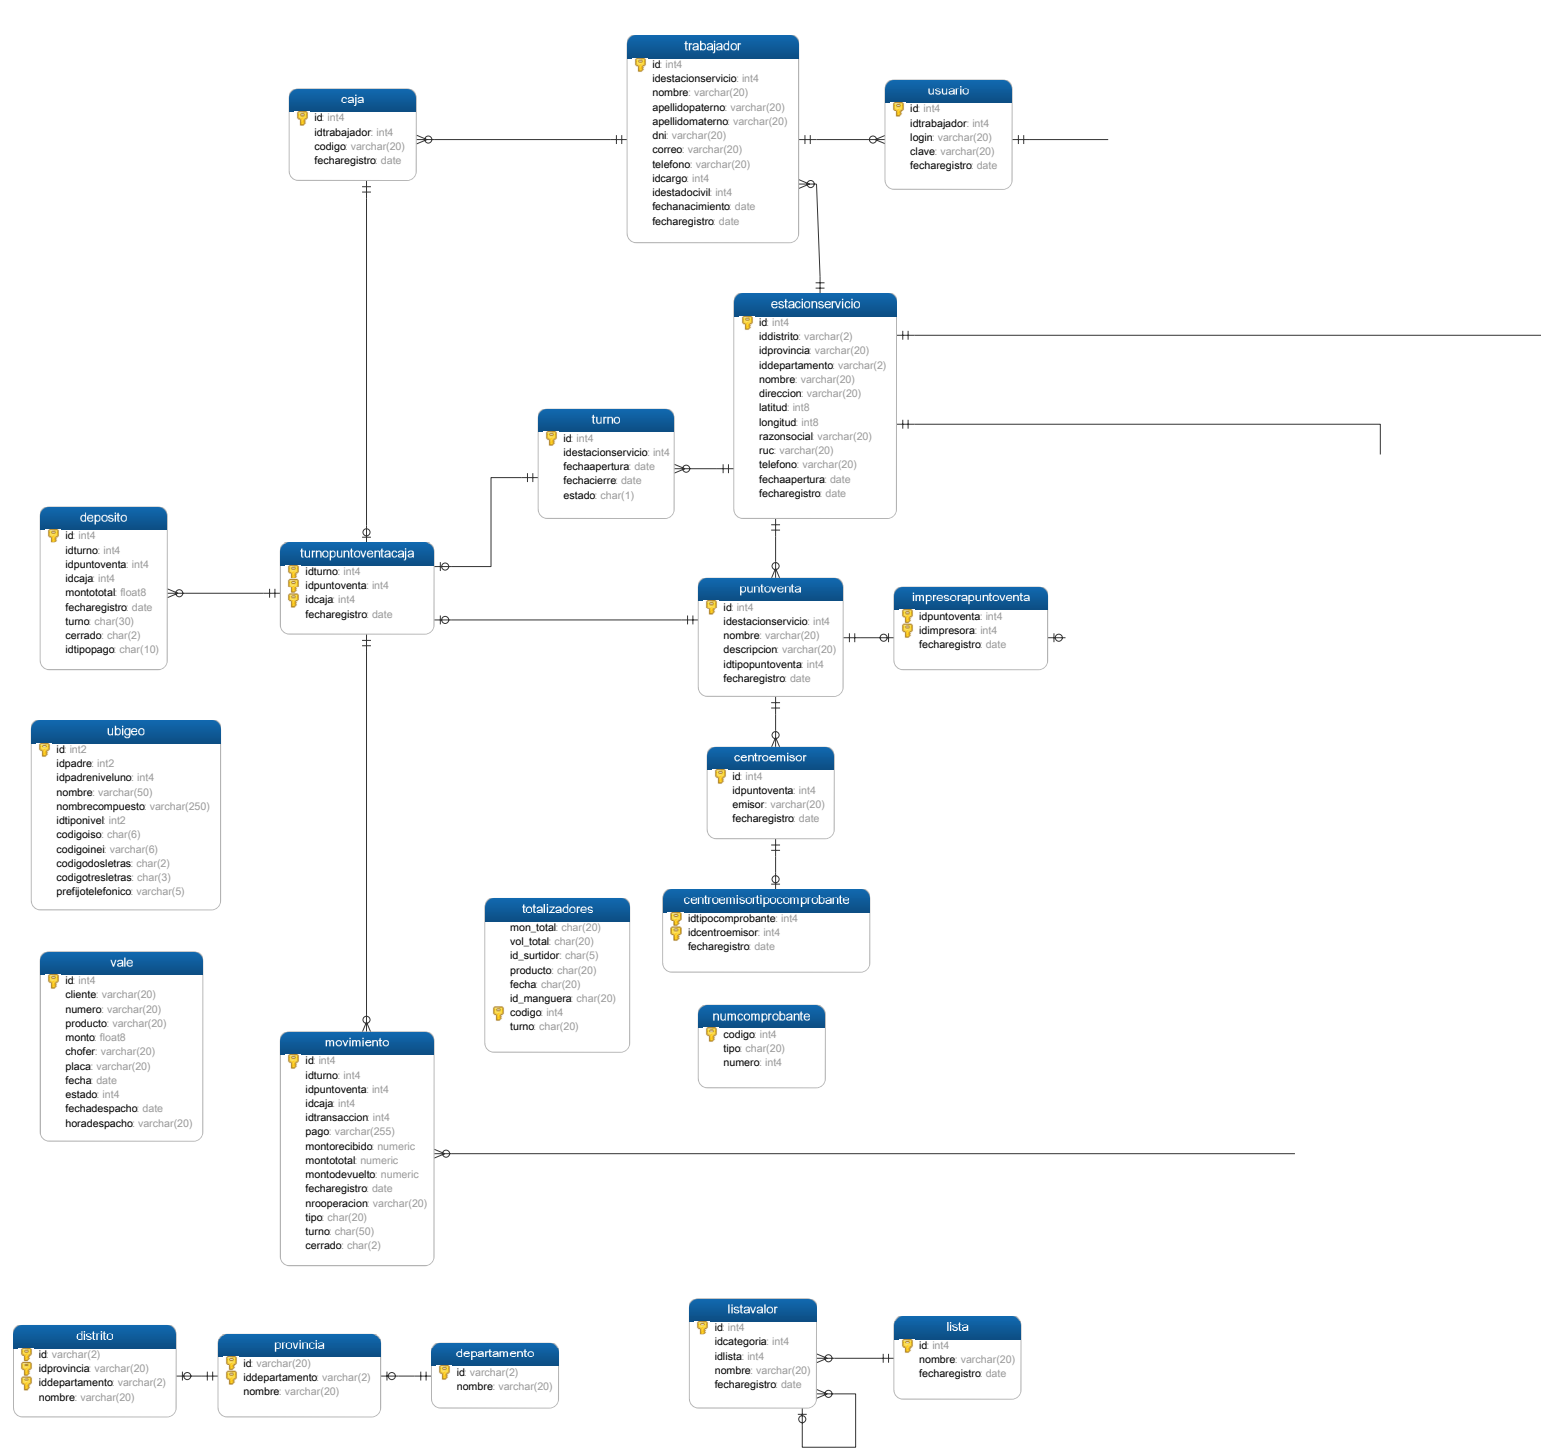 trabajador
id: int4
idestacionservicio: int4
nombre: varchar(20)
apellidopaterno: varchar(20)
apellidomaterno: varchar(20)
dni: varchar(20)
correo: varchar(20)
telefono: varchar(20)
idcargo: int4
idestadocivil: int4
fechanacimiento: date
fecharegistro: date
usuario
id: int4
idtrabajador: int4
login: varchar(20)
clave: varchar(20)
fecharegistro: date
caja
id: int4
idtrabajador: int4
codigo: varchar(20)
fecharegistro: date
estacionservicio
id: int4
iddistrito: varchar(2)
idprovincia: varchar(20)
iddepartamento: varchar(2)
nombre: varchar(20)
direccion: varchar(20)
latitud: int8
longitud: int8
razonsocial: varchar(20)
ruc: varchar(20)
telefono: varchar(20)
fechaapertura: date
fecharegistro: date
turno
id: int4
idestacionservicio: int4
fechaapertura: date
fechacierre: date
estado: char(1)
deposito
id: int4
idturno: int4
idpuntoventa: int4
idcaja: int4
montototal: float8
fecharegistro: date
turno: char(30)
cerrado: char(2)
idtipopago: char(10)
turnopuntoventacaja
idturno: int4
idpuntoventa: int4
idcaja: int4
fecharegistro: date
puntoventa
id: int4
idestacionservicio: int4
nombre: varchar(20)
descripcion: varchar(20)
idtipopuntoventa: int4
fecharegistro: date
impresorapuntoventa
idpuntoventa: int4
idimpresora: int4
fecharegistro: date
ubigeo
id: int2
idpadre: int2
idpadreniveluno: int4
nombre: varchar(50)
nombrecompuesto: varchar(250)
idtiponivel: int2
codigoiso: char(6)
codigoinei: varchar(6)
codigodosletras: char(2)
codigotresletras: char(3)
prefijotelefonico: varchar(5)
centroemisor
id: int4
idpuntoventa: int4
emisor: varchar(20)
fecharegistro: date
centroemisortipocomprobante
idtipocomprobante: int4
idcentroemisor: int4
fecharegistro: date
totalizadores
mon_total: char(20)
vol_total: char(20)
id_surtidor: char(5)
producto: char(20)
fecha: char(20)
id_manguera: char(20)
codigo: int4
turno: char(20)
vale
id: int4
cliente: varchar(20)
numero: varchar(20)
producto: varchar(20)
monto: float8
chofer: varchar(20)
placa: varchar(20)
fecha: date
estado: int4
fechadespacho: date
horadespacho: varchar(20)
numcomprobante
codigo: int4
tipo: char(20)
numero: int4
movimiento
id: int4
idturno: int4
idpuntoventa: int4
idcaja: int4
idtransaccion: int4
pago: varchar(255)
montorecibido: numeric
montototal: numeric
montodevuelto: numeric
fecharegistro: date
nrooperacion: varchar(20)
tipo: char(20)
turno: char(50)
cerrado: char(2)
distrito
id: varchar(2)
idprovincia: varchar(20)
iddepartamento: varchar(2)
nombre: varchar(20)
provincia
id: varchar(20)
iddepartamento: varchar(2)
nombre: varchar(20)
departamento
id: varchar(2)
nombre: varchar(20)
listavalor
id: int4
idcategoria: int4
idlista: int4
nombre: varchar(20)
fecharegistro: date
lista
id: int4
nombre: varchar(20)
fecharegistro: date